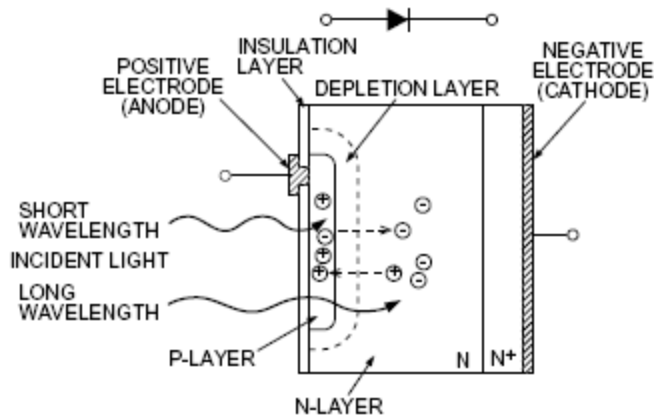 INSULATION
LAYER
POSITIVE
ELECTRODE
(ANODE)
DEPLETION LAYER
NEGATIVE
ELECTRODE
(CATHODE)
SHORT
WAVELENGTH
INCIDENT LIGHT
LONG
WAVELENGTH
P-LAYER
N
N+
N-LAYER